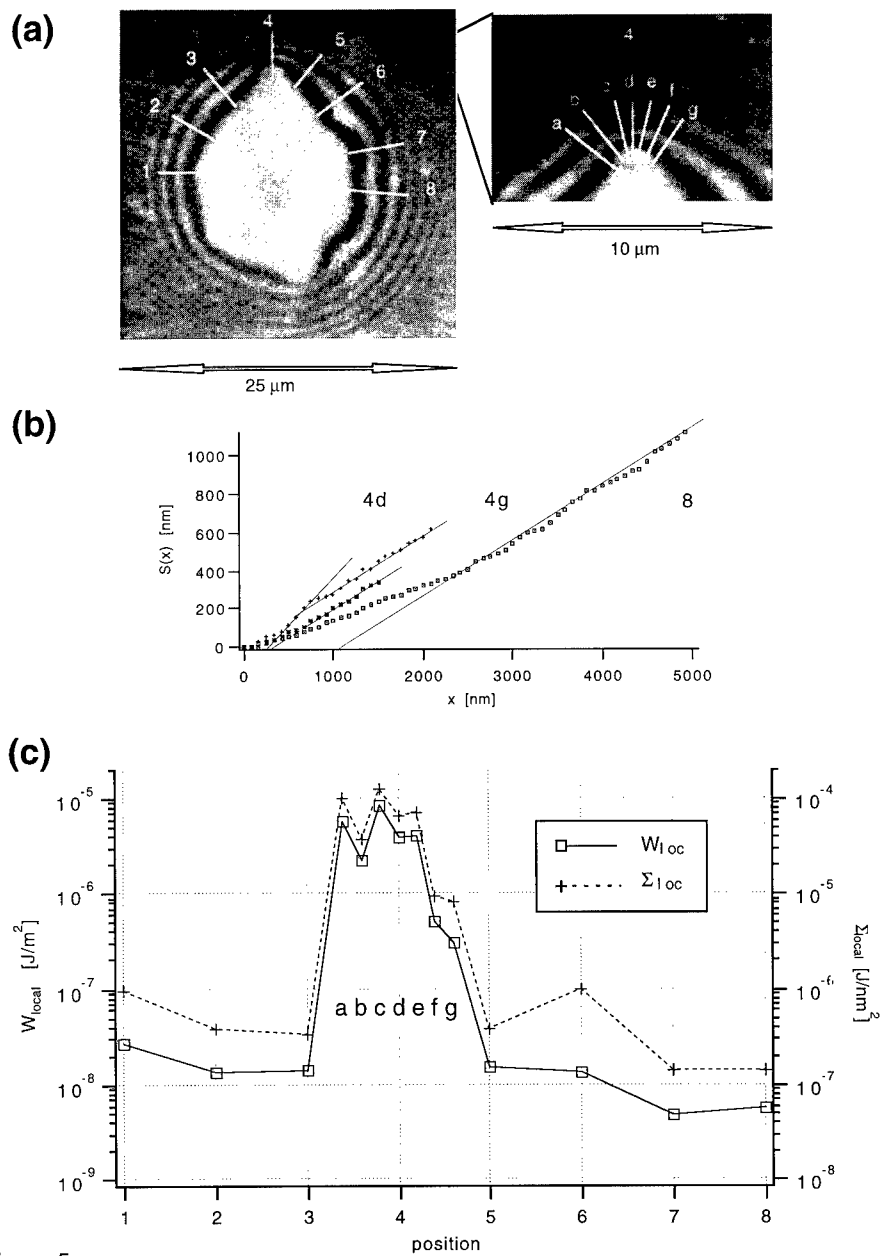 (a)
4
5
3
6
2
7
1
8
25 μm
4
c d e f
b
g
a
10 μm
(b)
1000
800
600
400
200
0
S(x) [nm]
4d 4g 8
0 1000 2000 3000 4000 5000
x [nm]
(c)
10^-5
10^-6
10^-7
10^-8
10^-9
W_local [J/m^2]
W_loc
Σ_loc
a b c d e f g
10^-4
10^-5
10^-6
10^-7
10^-8
Σ_local [J/nm^2]
1 2 3 4 5 6 7 8
position